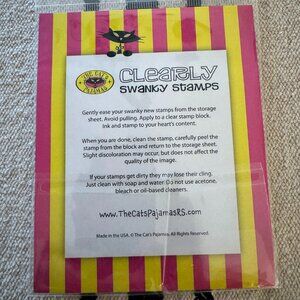 THE CAT'S
PAJAMAS
CLEARLY
SWANKY STAMPS
Gently ease your swanky new stamps from the storage
sheet. Avoid pulling. Apply to a clear stamp block.
Ink and stamp to your heart's content.
When you are done, clean the stamp, carefully peel the
stamp from the block and return to the storage sheet.
Slight discoloration may occur, but does not affect the
quality of the image.
If your stamps get dirty they may lose their cling.
Just clean with soap and water. Do not use acetone,
bleach or oil-based cleaners.
www.TheCatsPajamasRS.com
Made in the USA. © The Cat's Pajamas. All Rights Reserved.